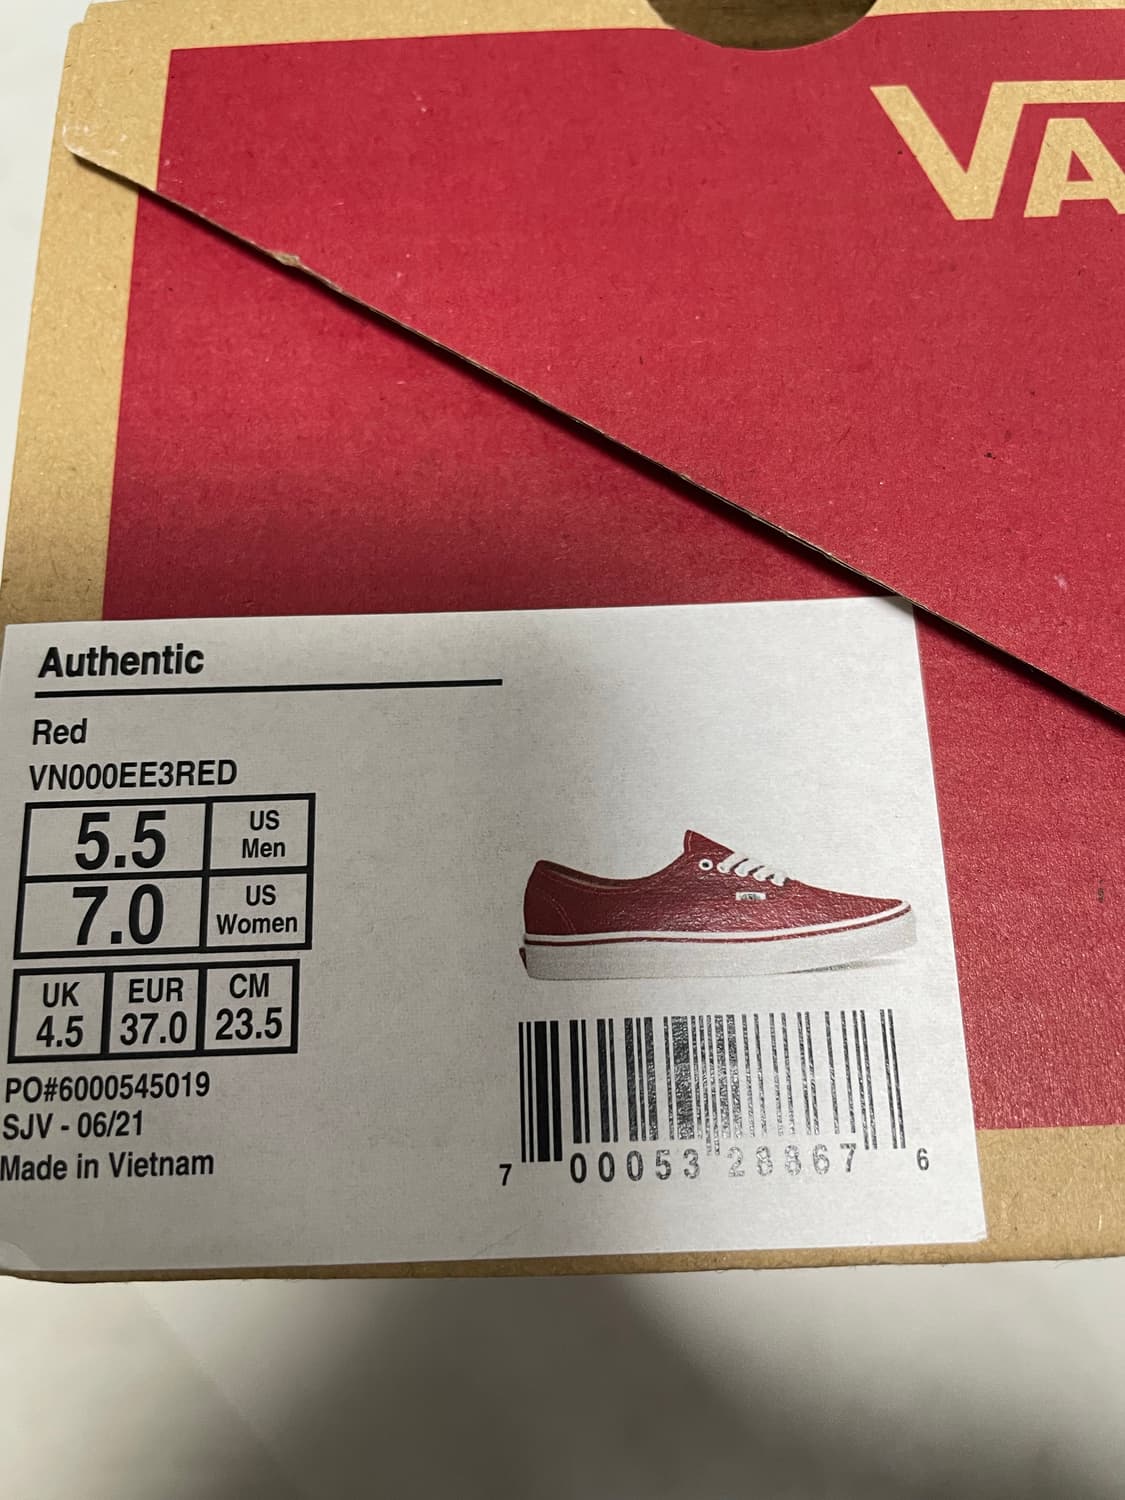 VA
Authentic
Red
VN000EE3RED
5.5 US Men
7.0 US Women
UK EUR CM
4.5 37.0 23.5
PO#6000545019
SJV - 06/21
Made in Vietnam
7 00053 28867 6